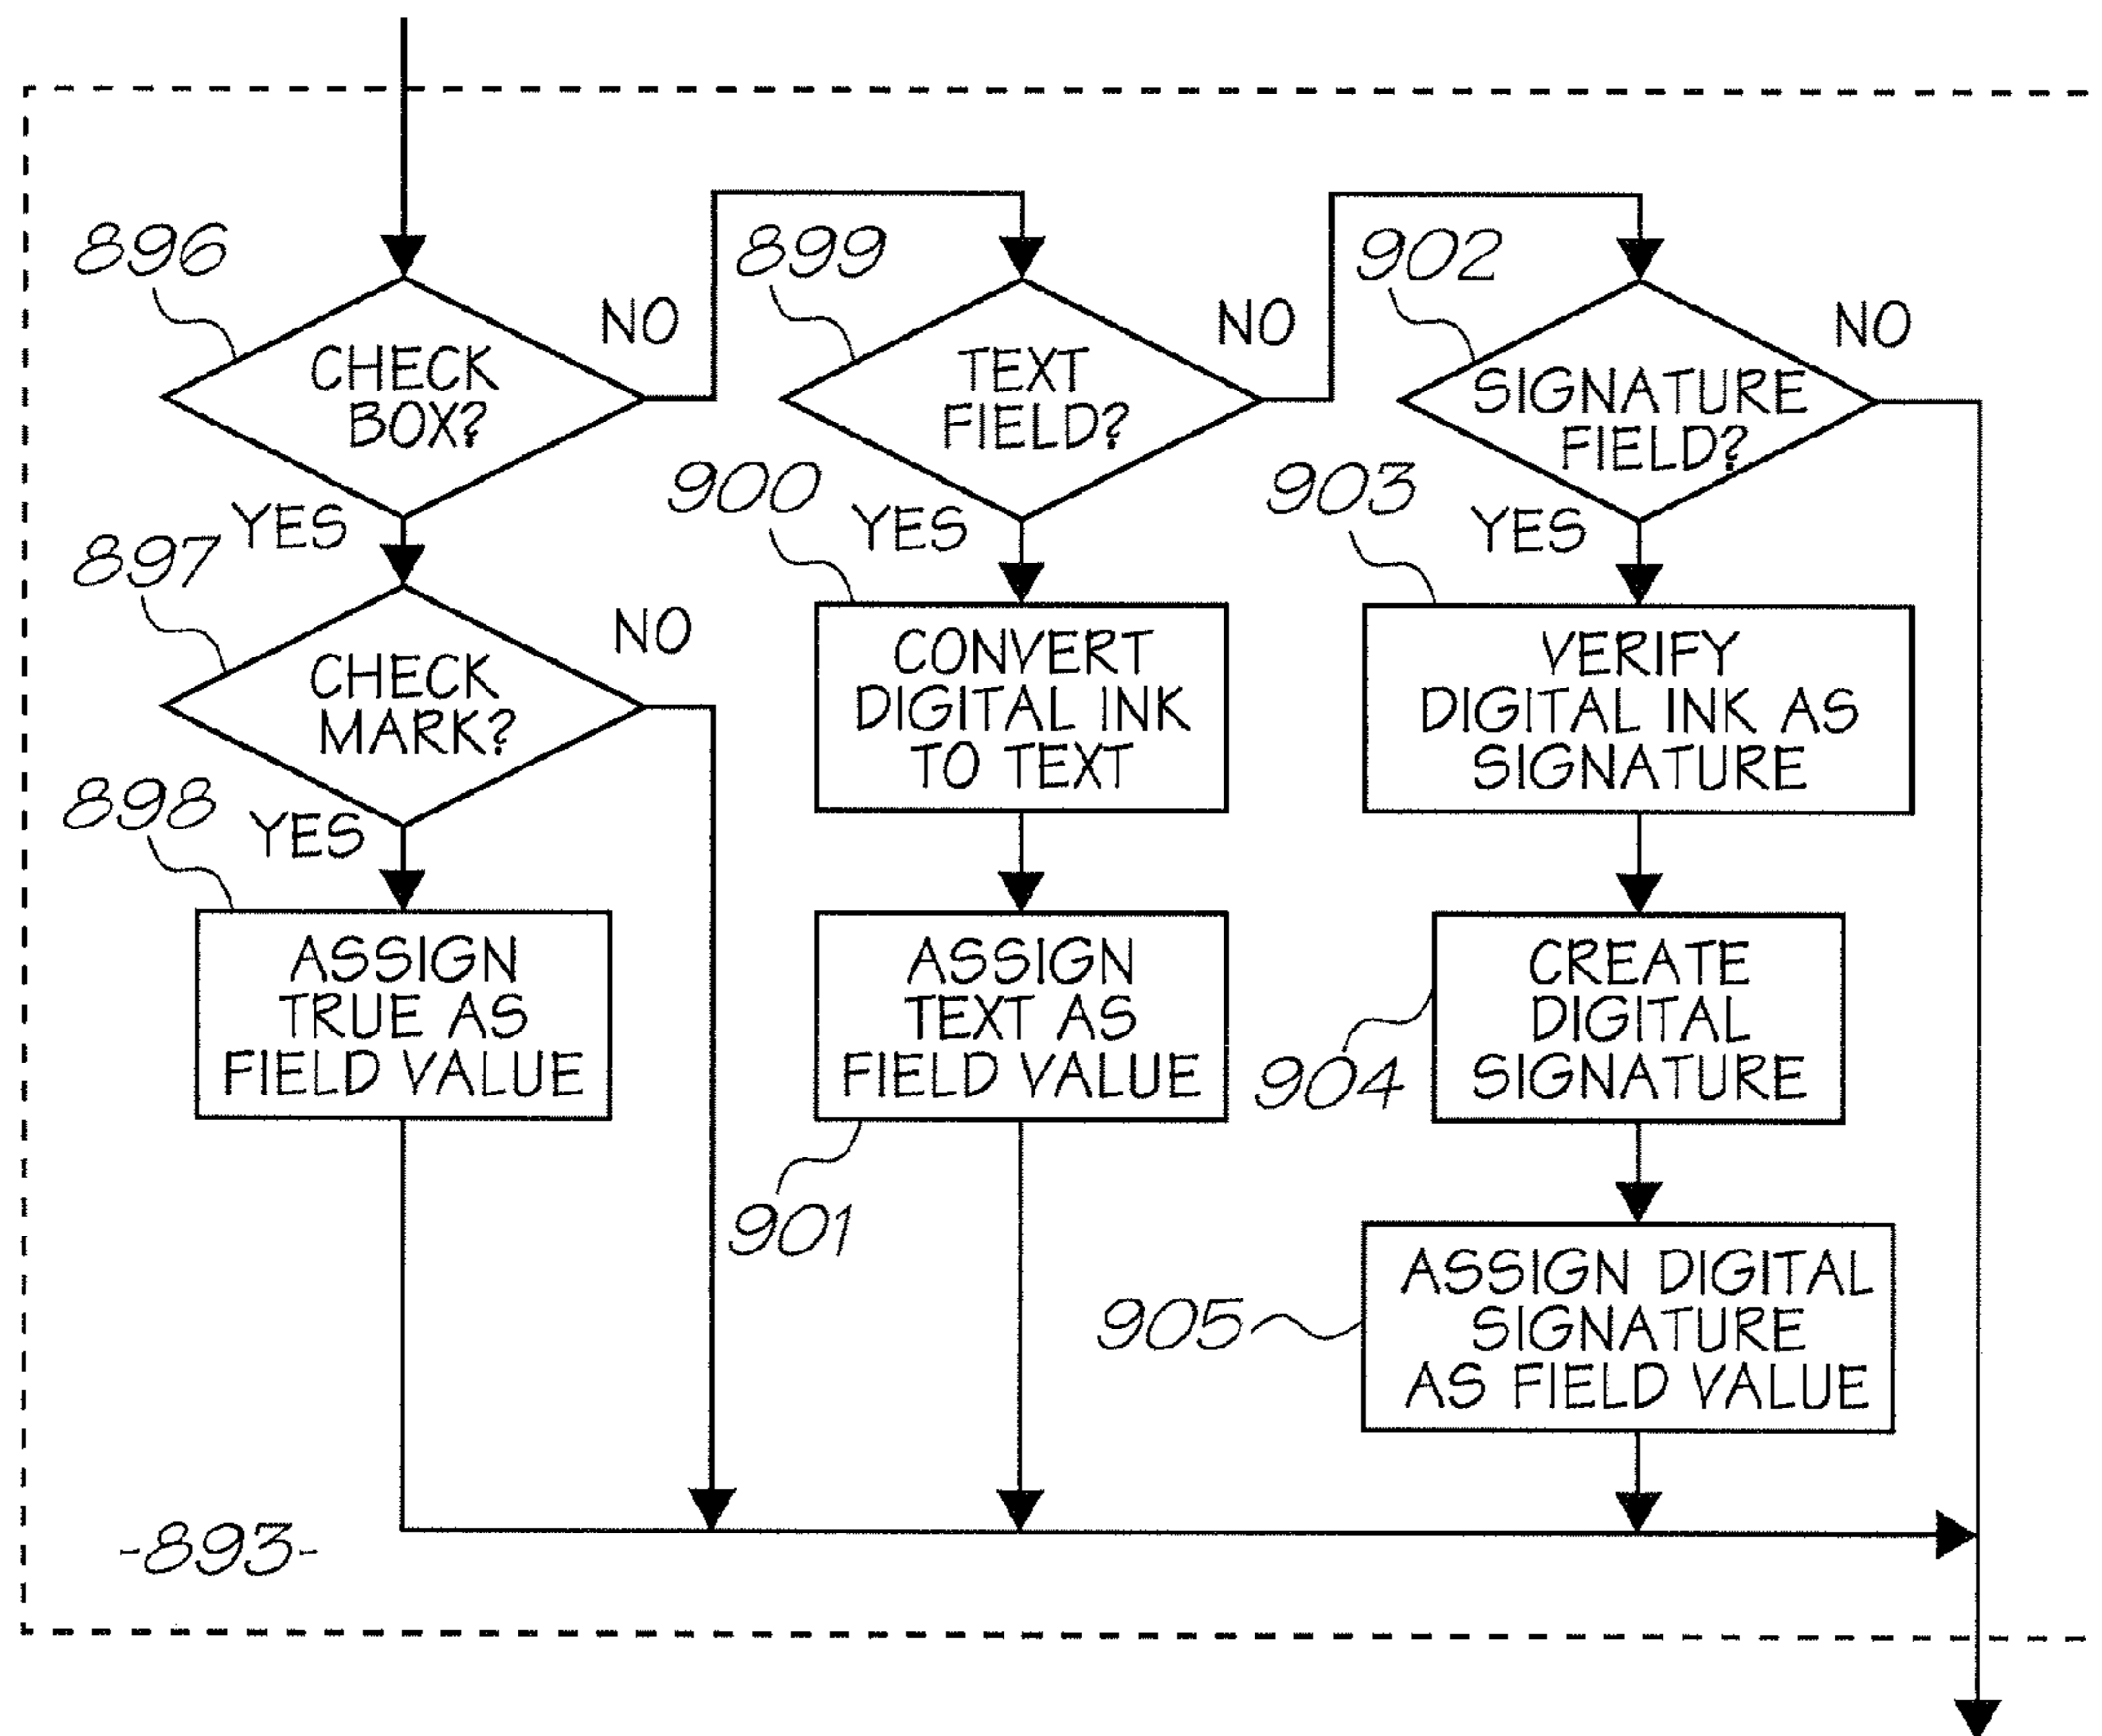 896
CHECK
BOX?
NO
YES
897
CHECK
MARK?
NO
YES
898
ASSIGN
TRUE AS
FIELD VALUE
899
TEXT
FIELD?
NO
YES
900
CONVERT
DIGITAL INK
TO TEXT
ASSIGN
TEXT AS
FIELD VALUE
901
902
SIGNATURE
FIELD?
NO
YES
903
VERIFY
DIGITAL INK AS
SIGNATURE
CREATE
DIGITAL
SIGNATURE
904
ASSIGN DIGITAL
SIGNATURE
AS FIELD VALUE
905
-893-